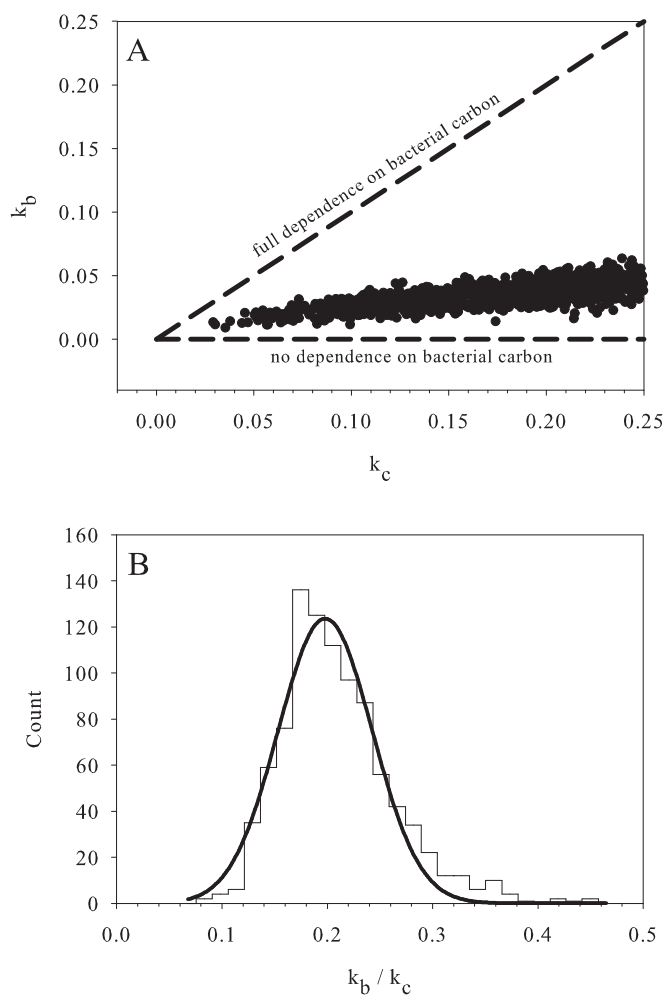 A
0.25
0.20
0.15
0.10
0.05
0.00
k_b
full dependence on bacterial carbon
no dependence on bacterial carbon
0.00 0.05 0.10 0.15 0.20 0.25
k_c
B
160
140
120
100
80
60
40
20
0
Count
0.0 0.1 0.2 0.3 0.4 0.5
k_b / k_c